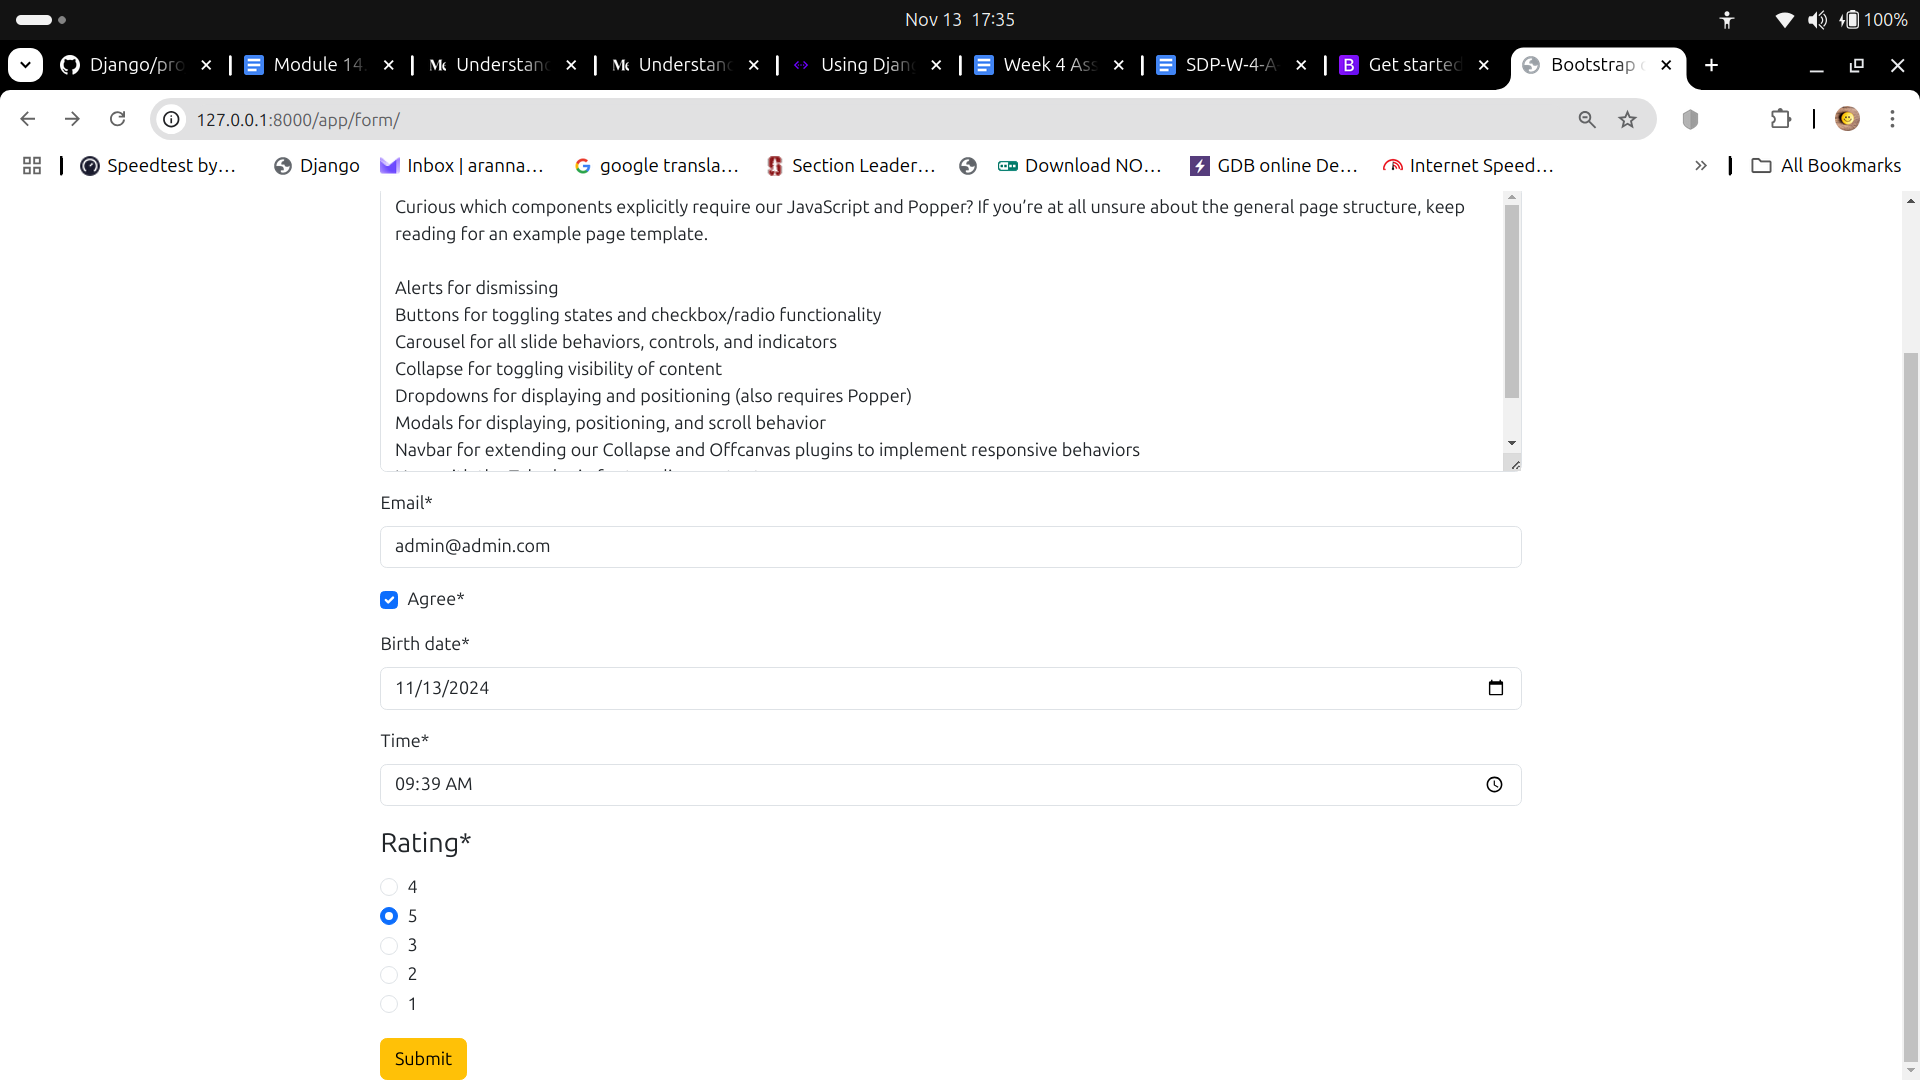 Nov 13 17:35
Django/pro
Module 14.
Understand
Understand
Using Djan
Week 4 Ass
SDP-W-4-A
Get started
Bootstrap
127.0.0.1:8000/app/form/
100%
Speedtest by...
Django
Inbox | aranna...
google transla...
Section Leader...
Download NO...
GDB online De...
Internet Speed...
All Bookmarks
Curious which components explicitly require our JavaScript and Popper? If you’re at all unsure about the general page structure, keep
reading for an example page template.
Alerts for dismissing
Buttons for toggling states and checkbox/radio functionality
Carousel for all slide behaviors, controls, and indicators
Collapse for toggling visibility of content
Dropdowns for displaying and positioning (also requires Popper)
Modals for displaying, positioning, and scroll behavior
Navbar for extending our Collapse and Offcanvas plugins to implement responsive behaviors
Email*
admin@admin.com
Agree*
Birth date*
11/13/2024
Time*
09:39 AM
Rating*
4
5
3
2
1
Submit